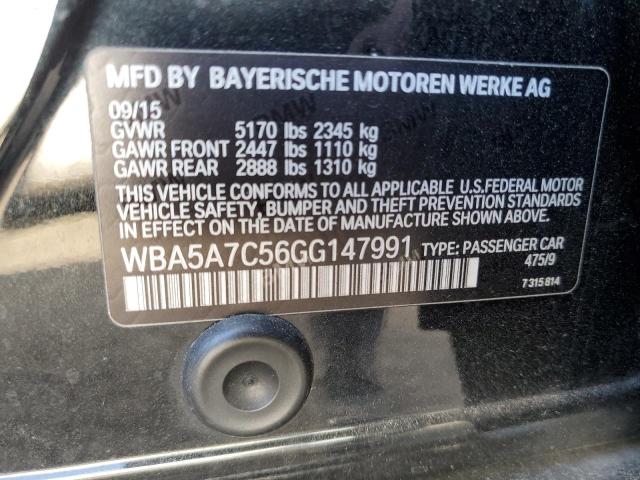 MFD BY BAYERISCHE MOTOREN WERKE AG
09/15
GVWR 5170 lbs 2345 kg
GAWR FRONT 2447 lbs 1110 kg
GAWR REAR 2888 lbs 1310 kg
THIS VEHICLE CONFORMS TO ALL APPLICABLE U.S.FEDERAL MOTOR
VEHICLE SAFETY, BUMPER AND THEFT PREVENTION STANDARDS
IN EFFECT ON THE DATE OF MANUFACTURE SHOWN ABOVE.
WBA5A7C56GG147991 TYPE: PASSENGER CAR
475/9
7315814